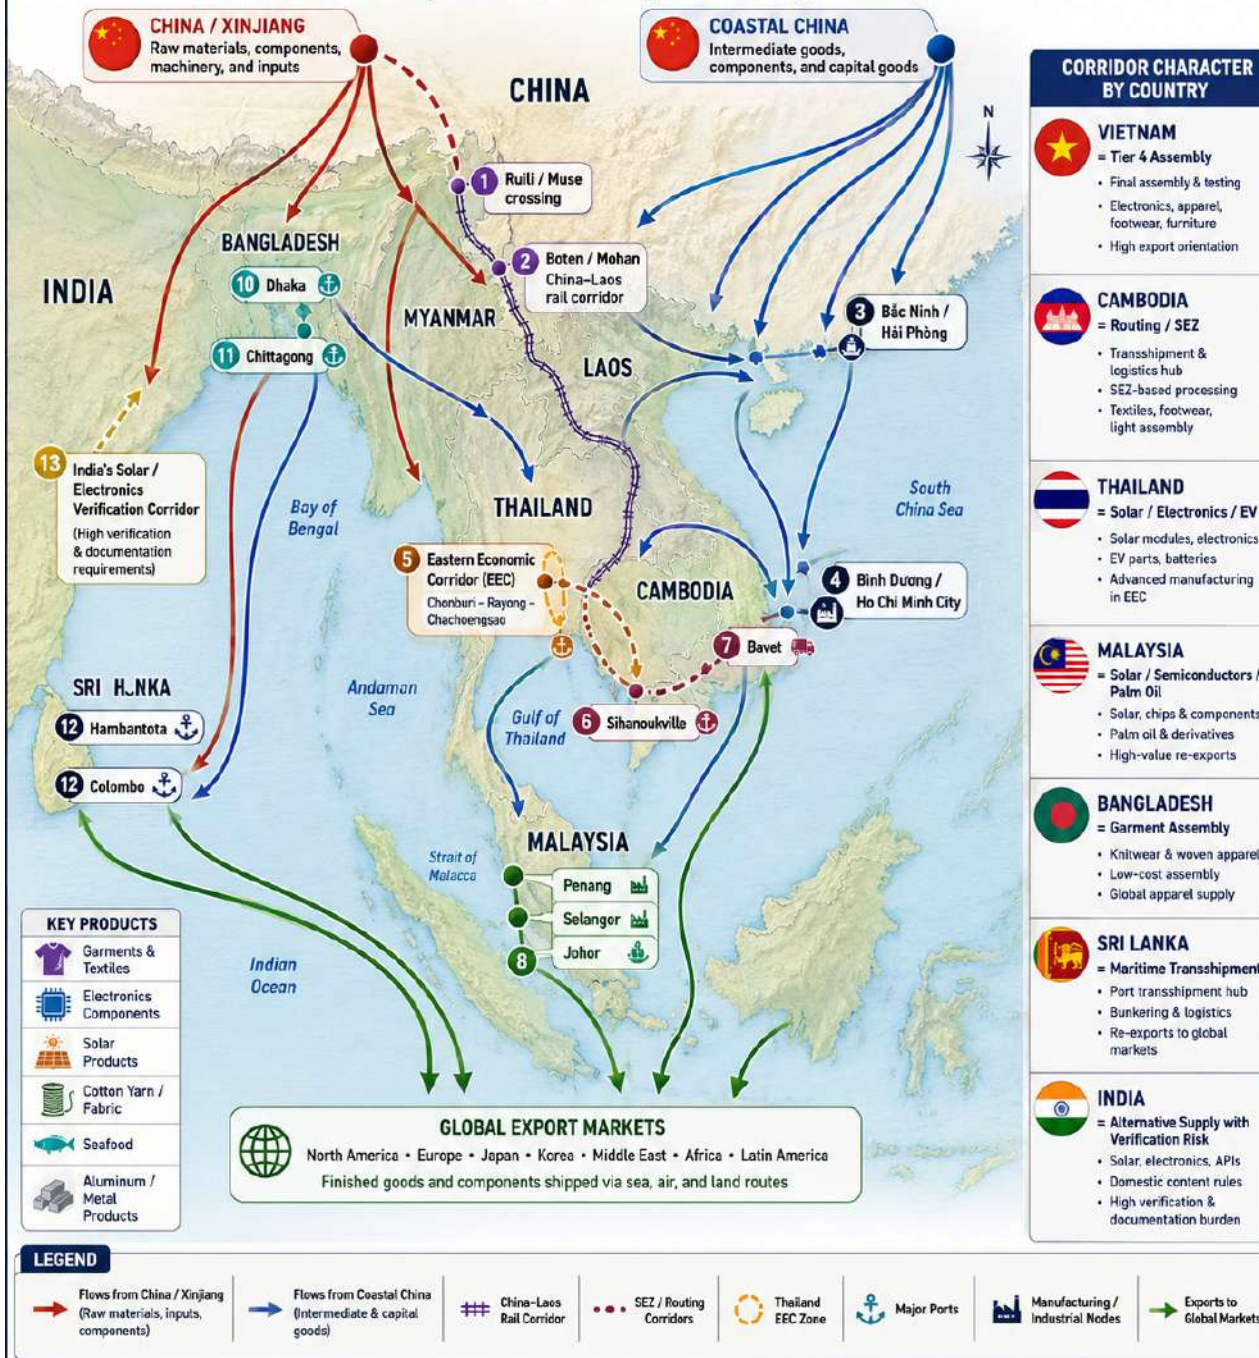 CHINA / XINJIANG
Raw materials, components,
machinery, and inputs
COASTAL CHINA
Intermediate goods,
components, and capital goods
CHINA
N
1
Ruili / Muse
crossing
2
Boten / Mohan
China–Laos
rail corridor
BANGLADESH
10 Dhaka
11 Chittagong
INDIA
MYANMAR
LAOS
3
Bắc Ninh /
Hải Phòng
13
India's Solar /
Electronics
Verification Corridor
(High verification
& documentation
requirements)
Bay of
Bengal
THAILAND
South
China Sea
5
Eastern Economic
Corridor (EEC)
Chonburi – Rayong –
Chachoengsao
CAMBODIA
4
Bình Dương /
Ho Chi Minh City
7 Bavet
SRI H
NKA
12 Hambantota
12 Colombo
Andaman
Sea
Gulf of
Thailand
6 Sihanoukville
MALAYSIA
Strait of
Malacca
Penang
Selangor
8
Johor
Indian
Ocean
KEY PRODUCTS
Garments &
Textiles
Electronics
Components
Solar
Products
Cotton Yarn /
Fabric
Seafood
Aluminum /
Metal
Products
GLOBAL EXPORT MARKETS
North America • Europe • Japan • Korea • Middle East • Africa • Latin America
Finished goods and components shipped via sea, air, and land routes
CORRIDOR CHARACTER
BY COUNTRY
VIETNAM
= Tier 4 Assembly
• Final assembly & testing
• Electronics, apparel,
footwear, furniture
• High export orientation
CAMBODIA
= Routing / SEZ
• Transshipment &
logistics hub
• SEZ-based processing
• Textiles, footwear,
light assembly
THAILAND
= Solar / Electronics / EV
• Solar modules, electronics
• EV parts, batteries
• Advanced manufacturing
in EEC
MALAYSIA
= Solar / Semiconductors /
Palm Oil
• Solar, chips & components
• Palm oil & derivatives
• High-value re-exports
BANGLADESH
= Garment Assembly
• Knitwear & woven apparel
• Low-cost assembly
• Global apparel supply
SRI LANKA
= Maritime Transshipment
• Port transshipment hub
• Bunkering & logistics
• Re-exports to global
markets
INDIA
= Alternative Supply with
Verification Risk
• Solar, electronics, APIs
• Domestic content rules
• High verification &
documentation burden
LEGEND
Flows from China / Xinjiang
(Raw materials, inputs,
components)
Flows from Coastal China
(Intermediate & capital
goods)
China–Laos
Rail Corridor
SEZ / Routing
Corridors
Thailand
EEC Zone
Major Ports
Manufacturing /
Industrial Nodes
Exports to
Global Markets